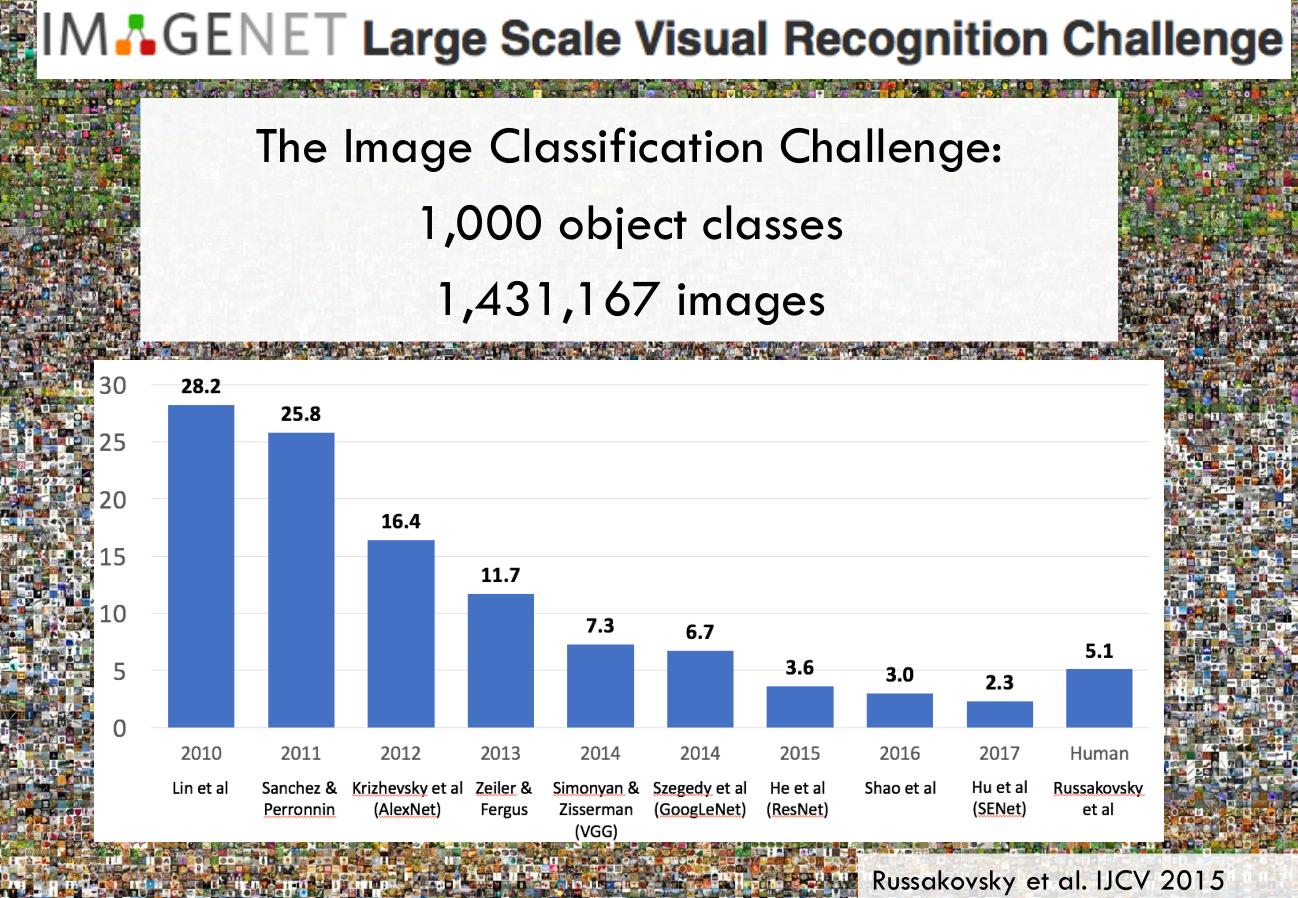 IMAGENET Large Scale Visual Recognition Challenge
The Image Classification Challenge:
1,000 object classes
1,431,167 images
30
25
20
15
10
5
0
28.2
25.8
16.4
11.7
7.3
6.7
3.6
3.0
2.3
5.1
2010 2011 2012 2013 2014 2014 2015 2016 2017 Human
Lin et al
Sanchez &
Perronnin
Krizhevsky et al
(AlexNet)
Zeiler &
Fergus
Simonyan &
Zisserman
(VGG)
Szegedy et al
(GoogLeNet)
He et al
(ResNet)
Shao et al
Hu et al
(SENet)
Russakovsky
et al
Russakovsky et al. IJCV 2015